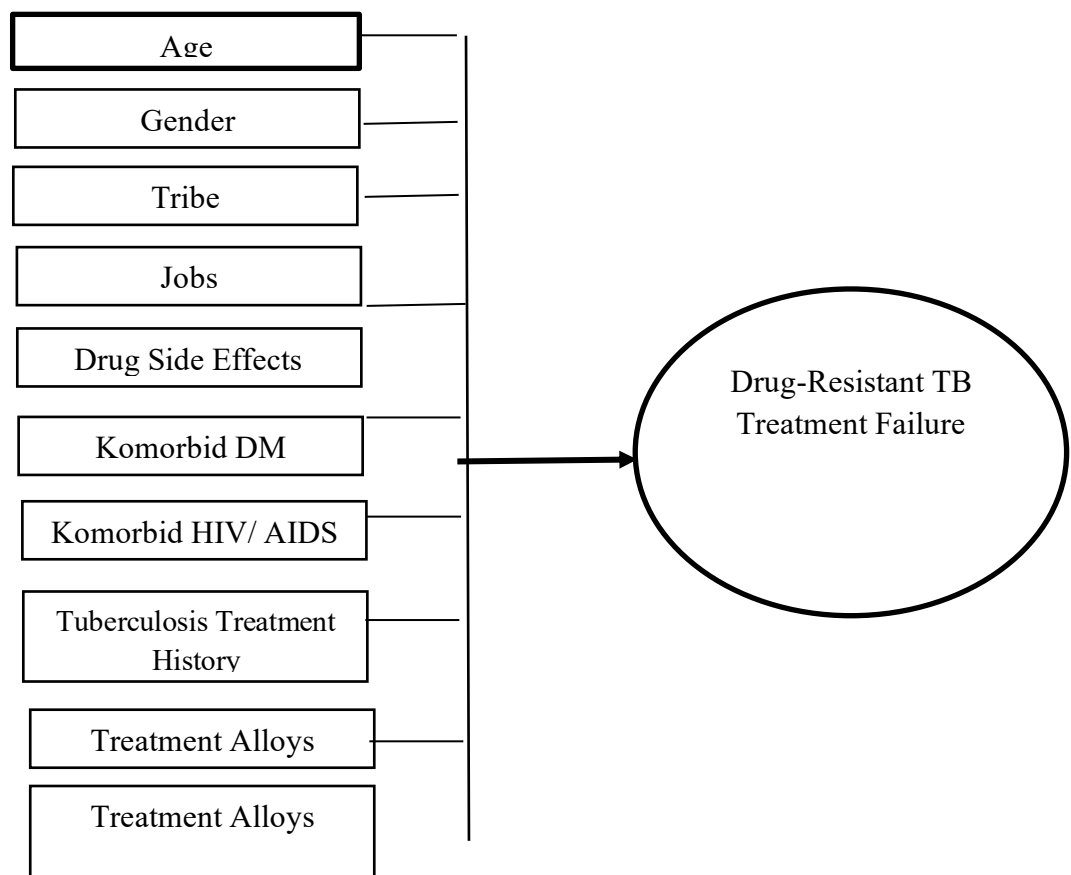 Age
Gender
Tribe
Jobs
Drug Side Effects
Komorbid DM
Komorbid HIV/ AIDS
Tuberculosis Treatment
History
Treatment Alloys
Treatment Alloys
Drug-Resistant TB
Treatment Failure